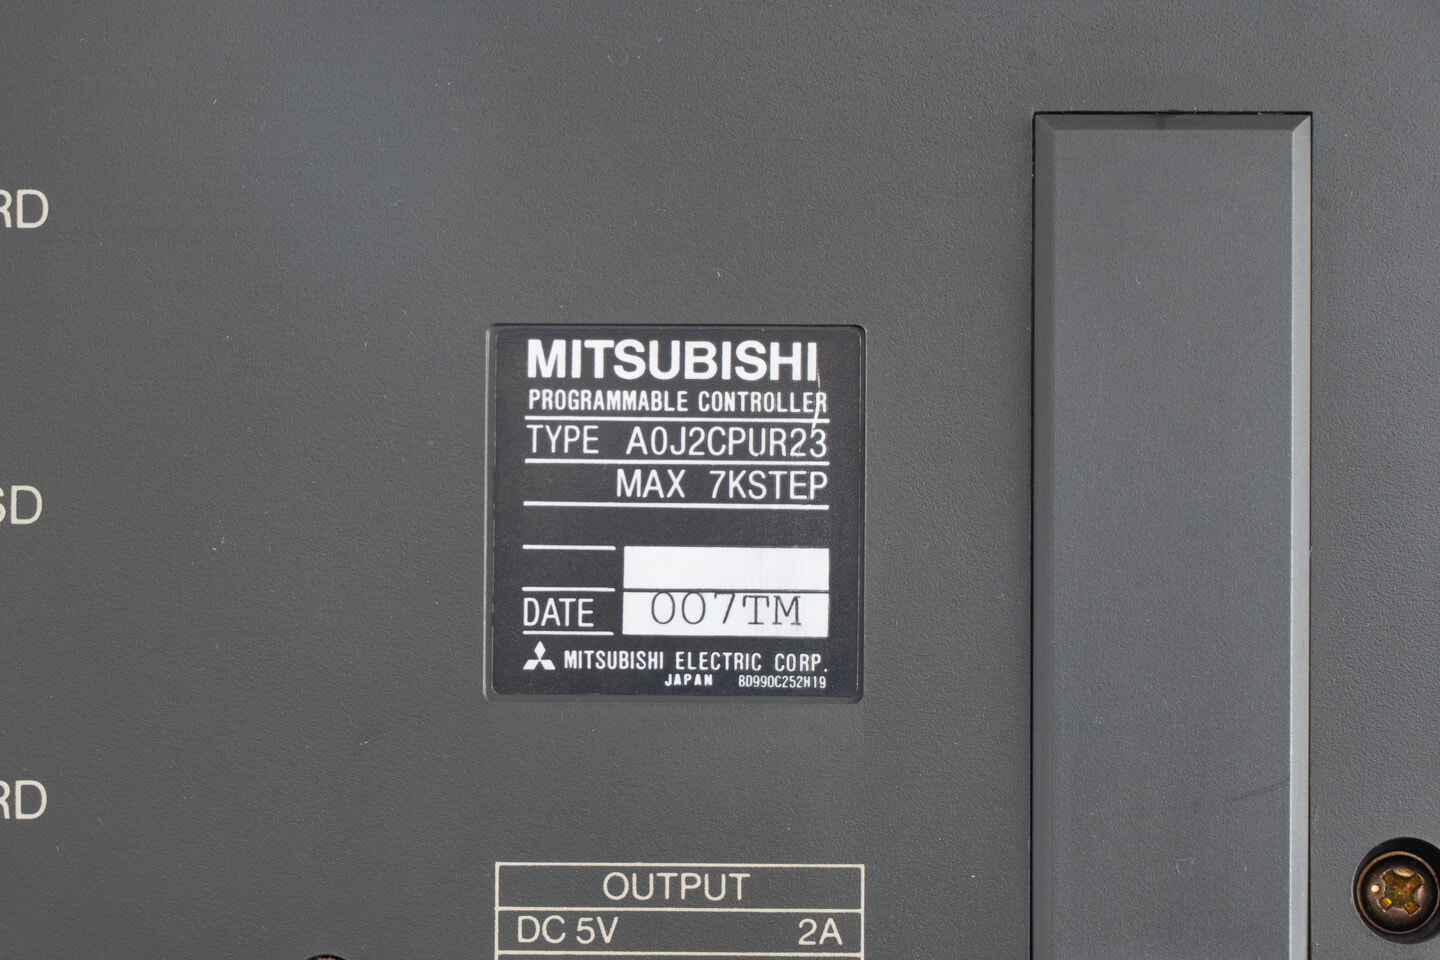 RD
MITSUBISHI
PROGRAMMABLE CONTROLLER
TYPE A0J2CPUR23
MAX 7KSTEP
SD
DATE 007TM
MITSUBISHI ELECTRIC CORP.
JAPAN BD990C252H19
RD
OUTPUT
DC 5V 2A